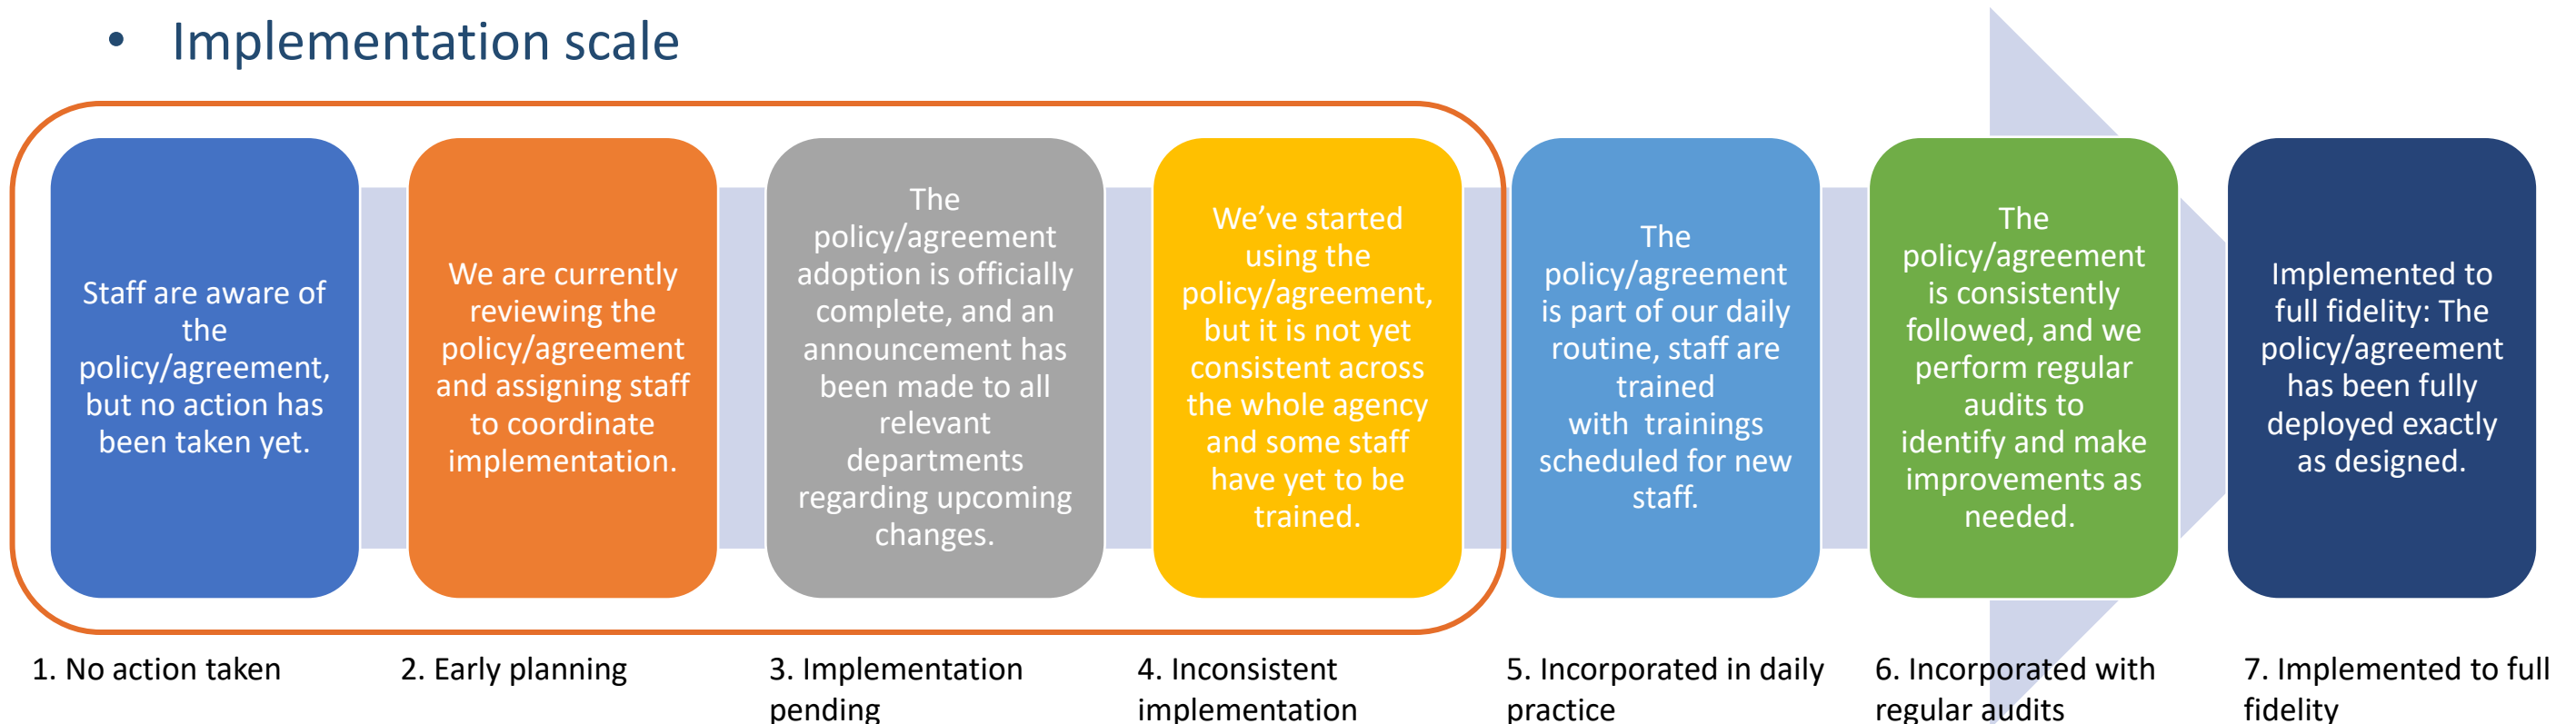 • Implementation scale
Staff are aware of
the
policy/agreement,
but no action has
been taken yet.
We are currently
reviewing the
policy/agreement
and assigning staff
to coordinate
implementation.
The
policy/agreement
adoption is officially
complete, and an
announcement has
been made to all
relevant
departments
regarding upcoming
changes.
We’ve started
using the
policy/agreement,
but it is not yet
consistent across
the whole agency
and some staff
have yet to be
trained.
The
policy/agreement
is part of our daily
routine, staff are
trained
with  trainings
scheduled for new
staff.
The
policy/agreement
is consistently
followed, and we
perform regular
audits to
identify and make
improvements as
needed.
Implemented to
full fidelity: The
policy/agreement
has been fully
deployed exactly
as designed.
1. No action taken
2. Early planning
3. Implementation
pending
4. Inconsistent
implementation
5. Incorporated in daily
practice
6. Incorporated with
regular audits
7. Implemented to full
fidelity